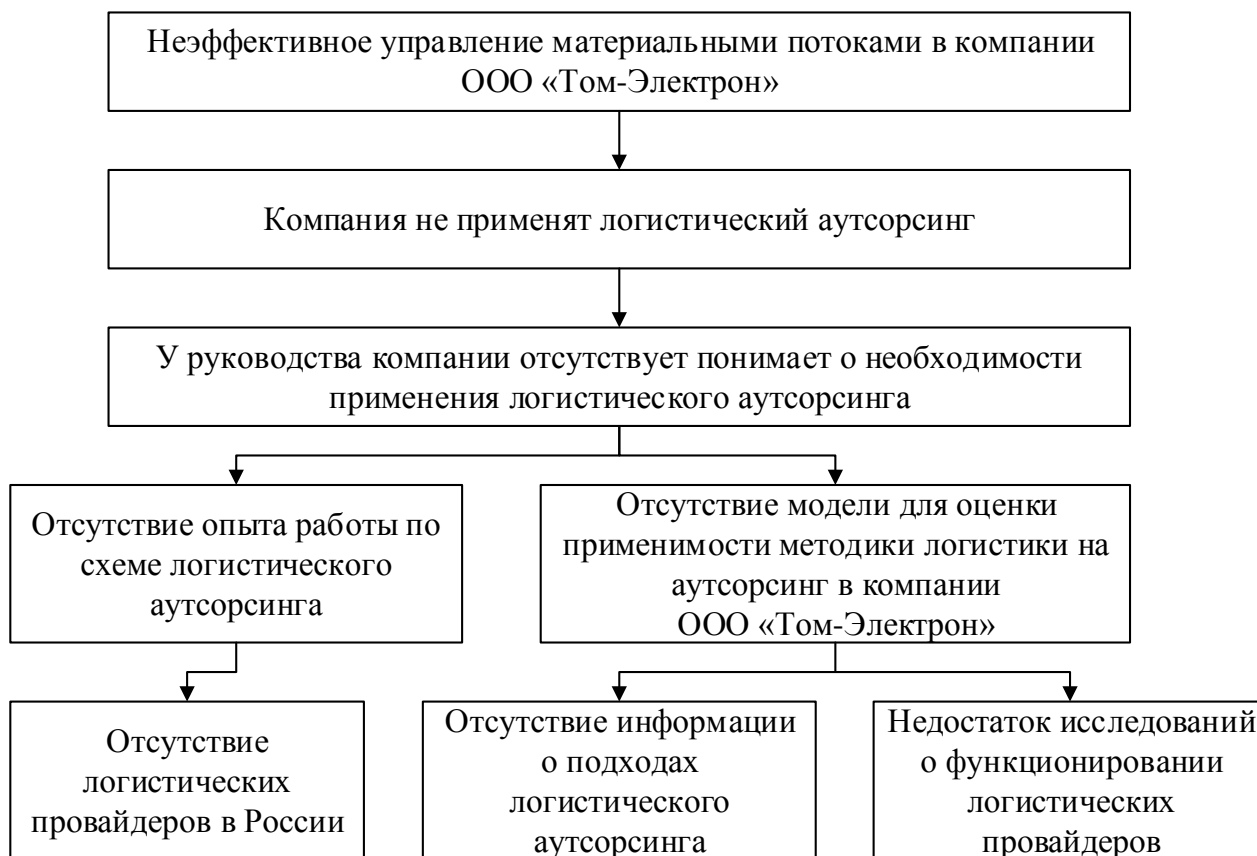 Неэффективное управление материальными потоками в компании
ООО «Том-Электрон»
Компания не применят логистический аутсорсинг
У руководства компании отсутствует понимает о необходимости
применения логистического аутсорсинга
Отсутствие опыта работы по
схеме логистического
аутсорсинга
Отсутствие модели для оценки
применимости методики логистики на
аутсорсинг в компании
ООО «Том-Электрон»
Отсутствие
логистических
провайдеров в России
Отсутствие информации
о подходах
логистического
аутсорсинга
Недостаток исследований
о функционировании
логистических
провайдеров